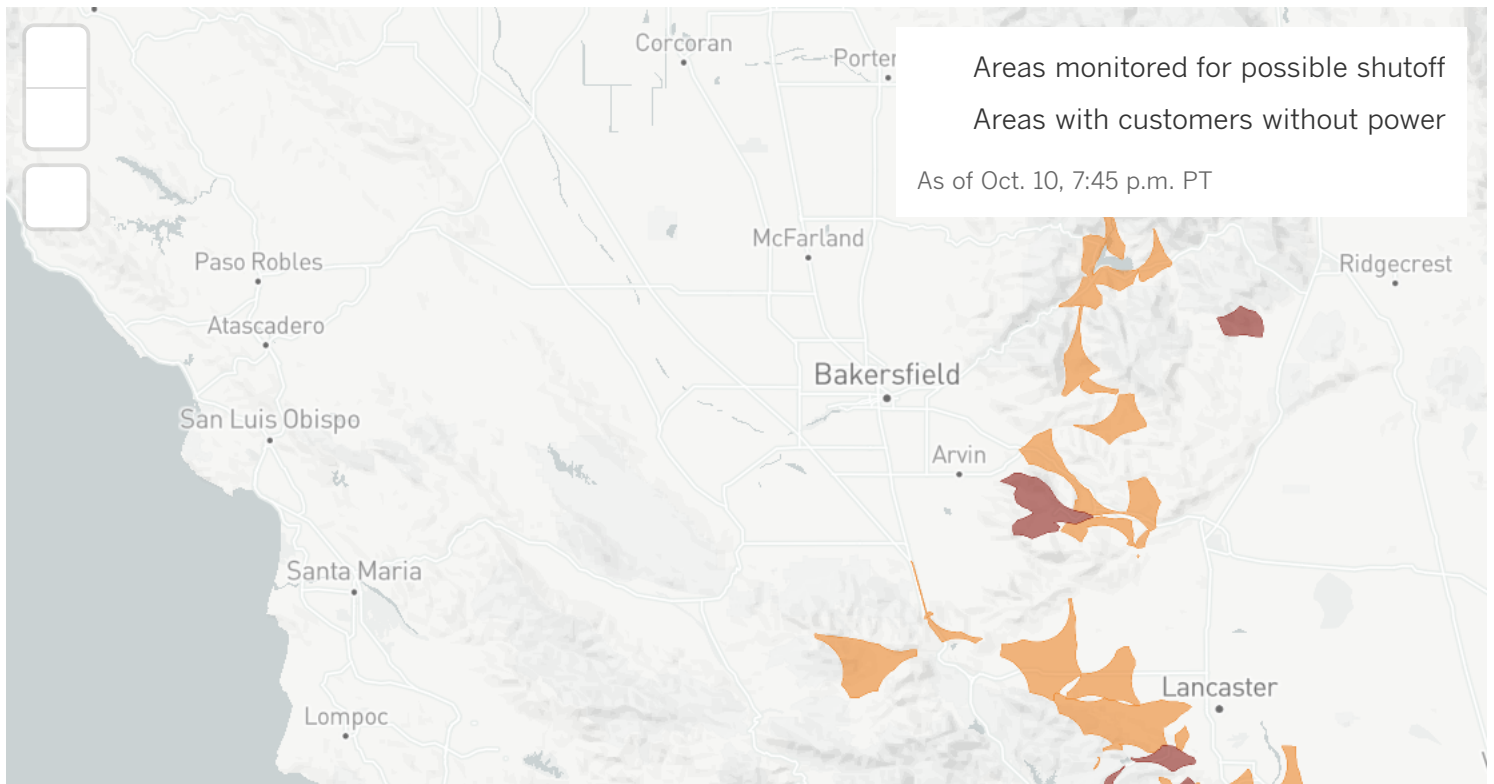 Corcoran
Porter
Areas monitored for possible shutoff
Areas with customers without power
As of Oct. 10, 7:45 p.m. PT
McFarland
Paso Robles
Ridgecrest
Atascadero
Bakersfield
San Luis Obispo
Arvin
Santa Maria
Lancaster
Lompoc